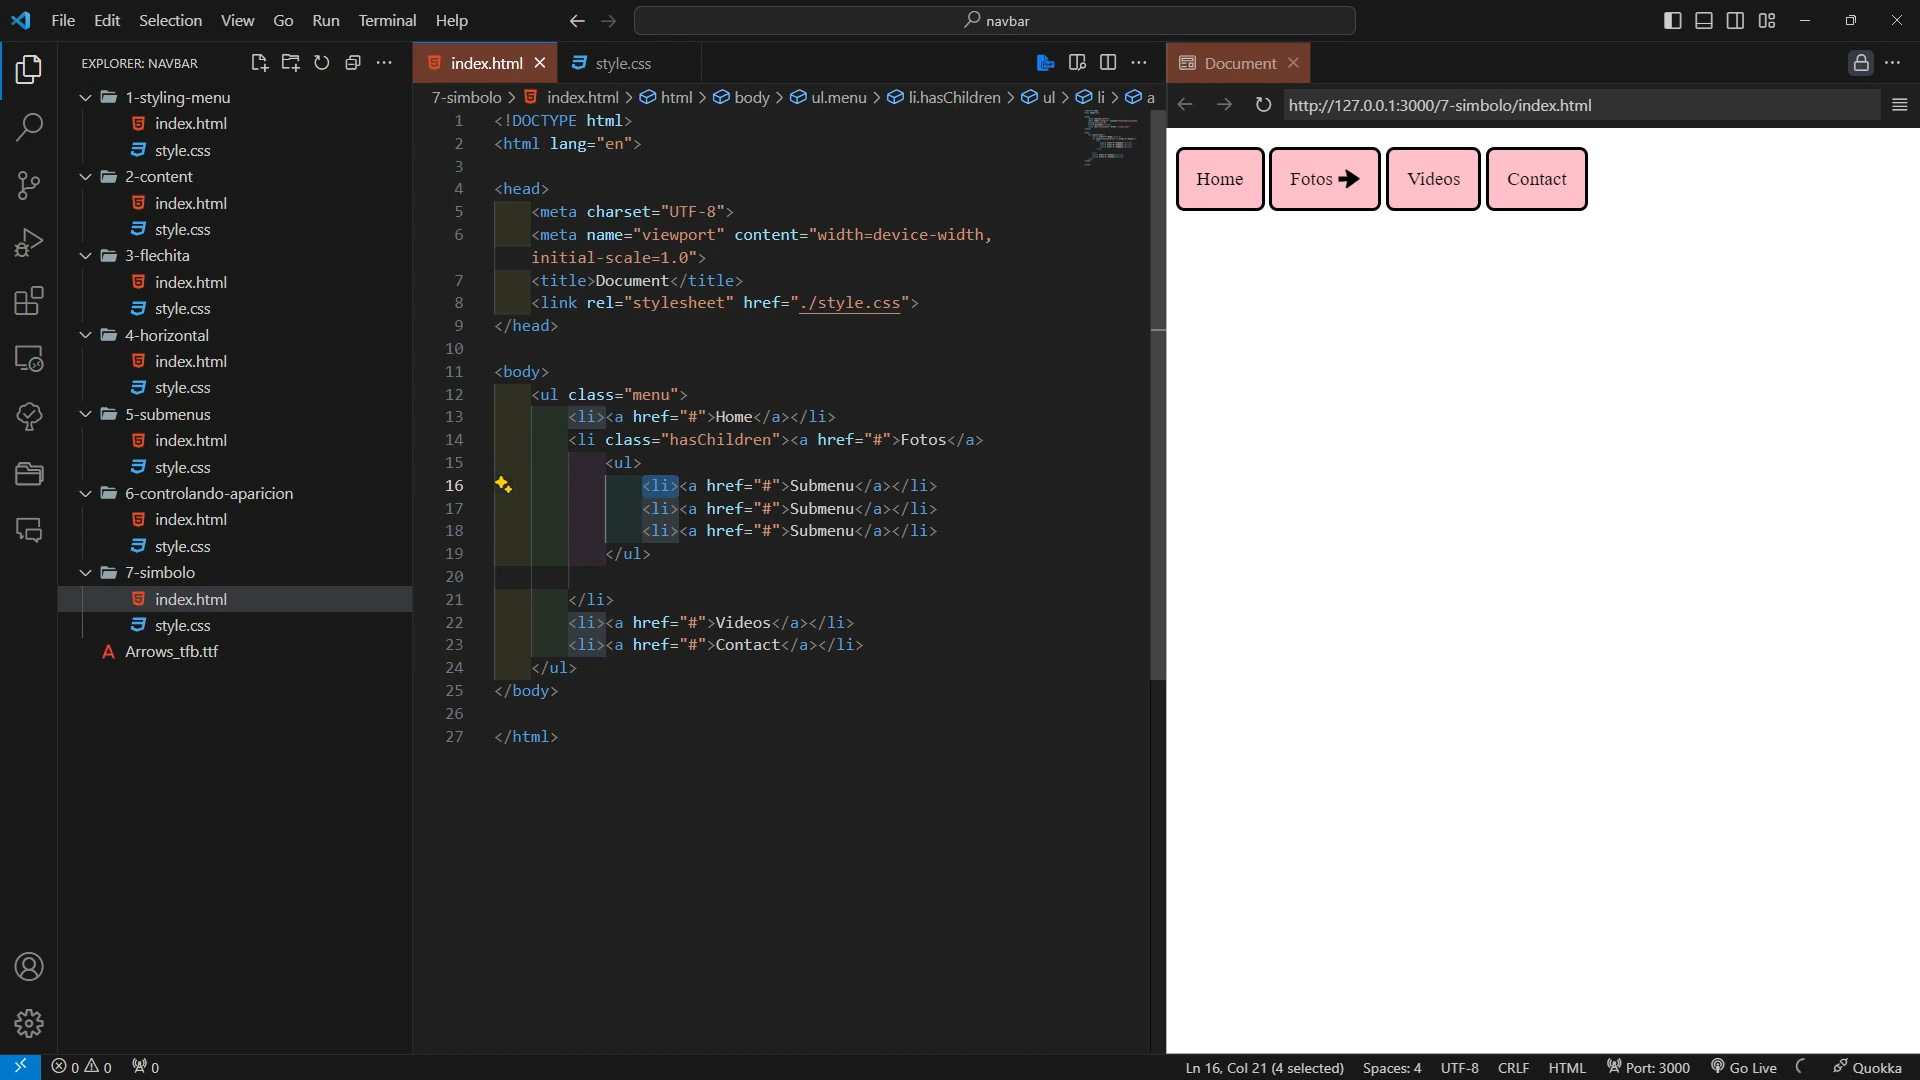 File Edit Selection View Go Run Terminal Help
navbar
EXPLORER: NAVBAR
1-styling-menu
index.html
style.css
2-content
index.html
style.css
3-flechita
index.html
style.css
4-horizontal
index.html
style.css
5-submenus
index.html
style.css
6-controlando-aparicion
index.html
style.css
7-simbolo
index.html
style.css
Arrows_tfb.ttf
index.html style.css
7-simbolo > index.html > html > body > ul.menu > li.hasChildren > ul > li > a
1 <!DOCTYPE html>
2 <html lang="en">
3
4 <head>
5 <meta charset="UTF-8">
6 <meta name="viewport" content="width=device-width,
initial-scale=1.0">
7 <title>Document</title>
8 <link rel="stylesheet" href="./style.css">
9 </head>
10
11 <body>
12 <ul class="menu">
13 <li><a href="#">Home</a></li>
14 <li class="hasChildren"><a href="#">Fotos</a>
15 <ul>
16 <li><a href="#">Submenu</a></li>
17 <li><a href="#">Submenu</a></li>
18 <li><a href="#">Submenu</a></li>
19 </ul>
20
21 </li>
22 <li><a href="#">Videos</a></li>
23 <li><a href="#">Contact</a></li>
24 </ul>
25 </body>
26
27 </html>
Document
http://127.0.0.1:3000/7-simbolo/index.html
Home Fotos Videos Contact
0 0 0
Ln 16, Col 21 (4 selected) Spaces: 4 UTF-8 CRLF HTML Port: 3000 Go Live Quokka